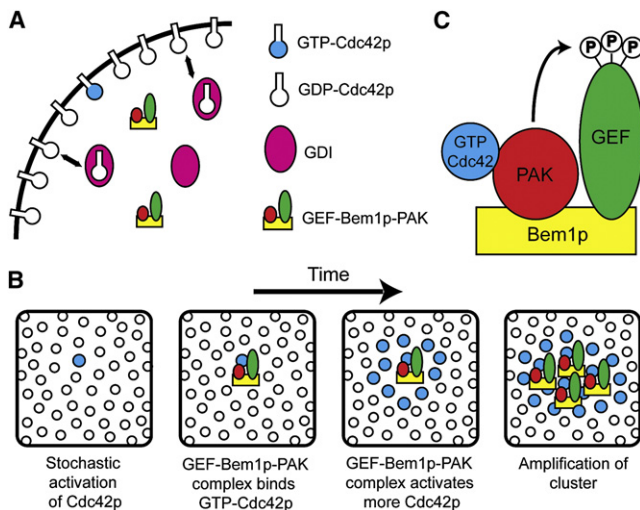 A
GTP-Cdc42p
GDP-Cdc42p
GDI
GEF-Bem1p-PAK
C
P P P
GTP
Cdc42
PAK
GEF
Bem1p
B
Time
Stochastic
activation
of Cdc42p
GEF-Bem1p-PAK
complex binds
GTP-Cdc42p
GEF-Bem1p-PAK
complex activates
more Cdc42p
Amplification of
cluster